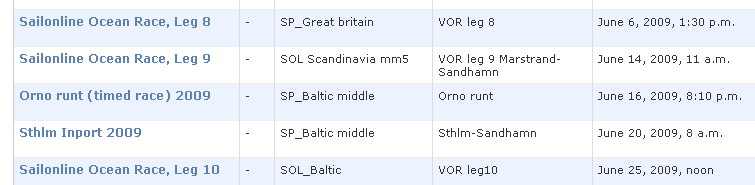 Sailonline Ocean Race, Leg 8 - SP_Great britain VOR leg 8 June 6, 2009, 1:30 p.m.
Sailonline Ocean Race, Leg 9 - SOL Scandinavia mm5 VOR leg 9 Marstrand- June 14, 2009, 11 a.m.
Sandhamn
Orno runt (timed race) 2009 - SP_Baltic middle Orno runt June 16, 2009, 8:10 p.m.
Sthlm Inport 2009 - SP_Baltic middle Sthlm-Sandhamn June 20, 2009, 8 a.m.
Sailonline Ocean Race, Leg 10 - SOL_Baltic VOR leg10 June 25, 2009, noon